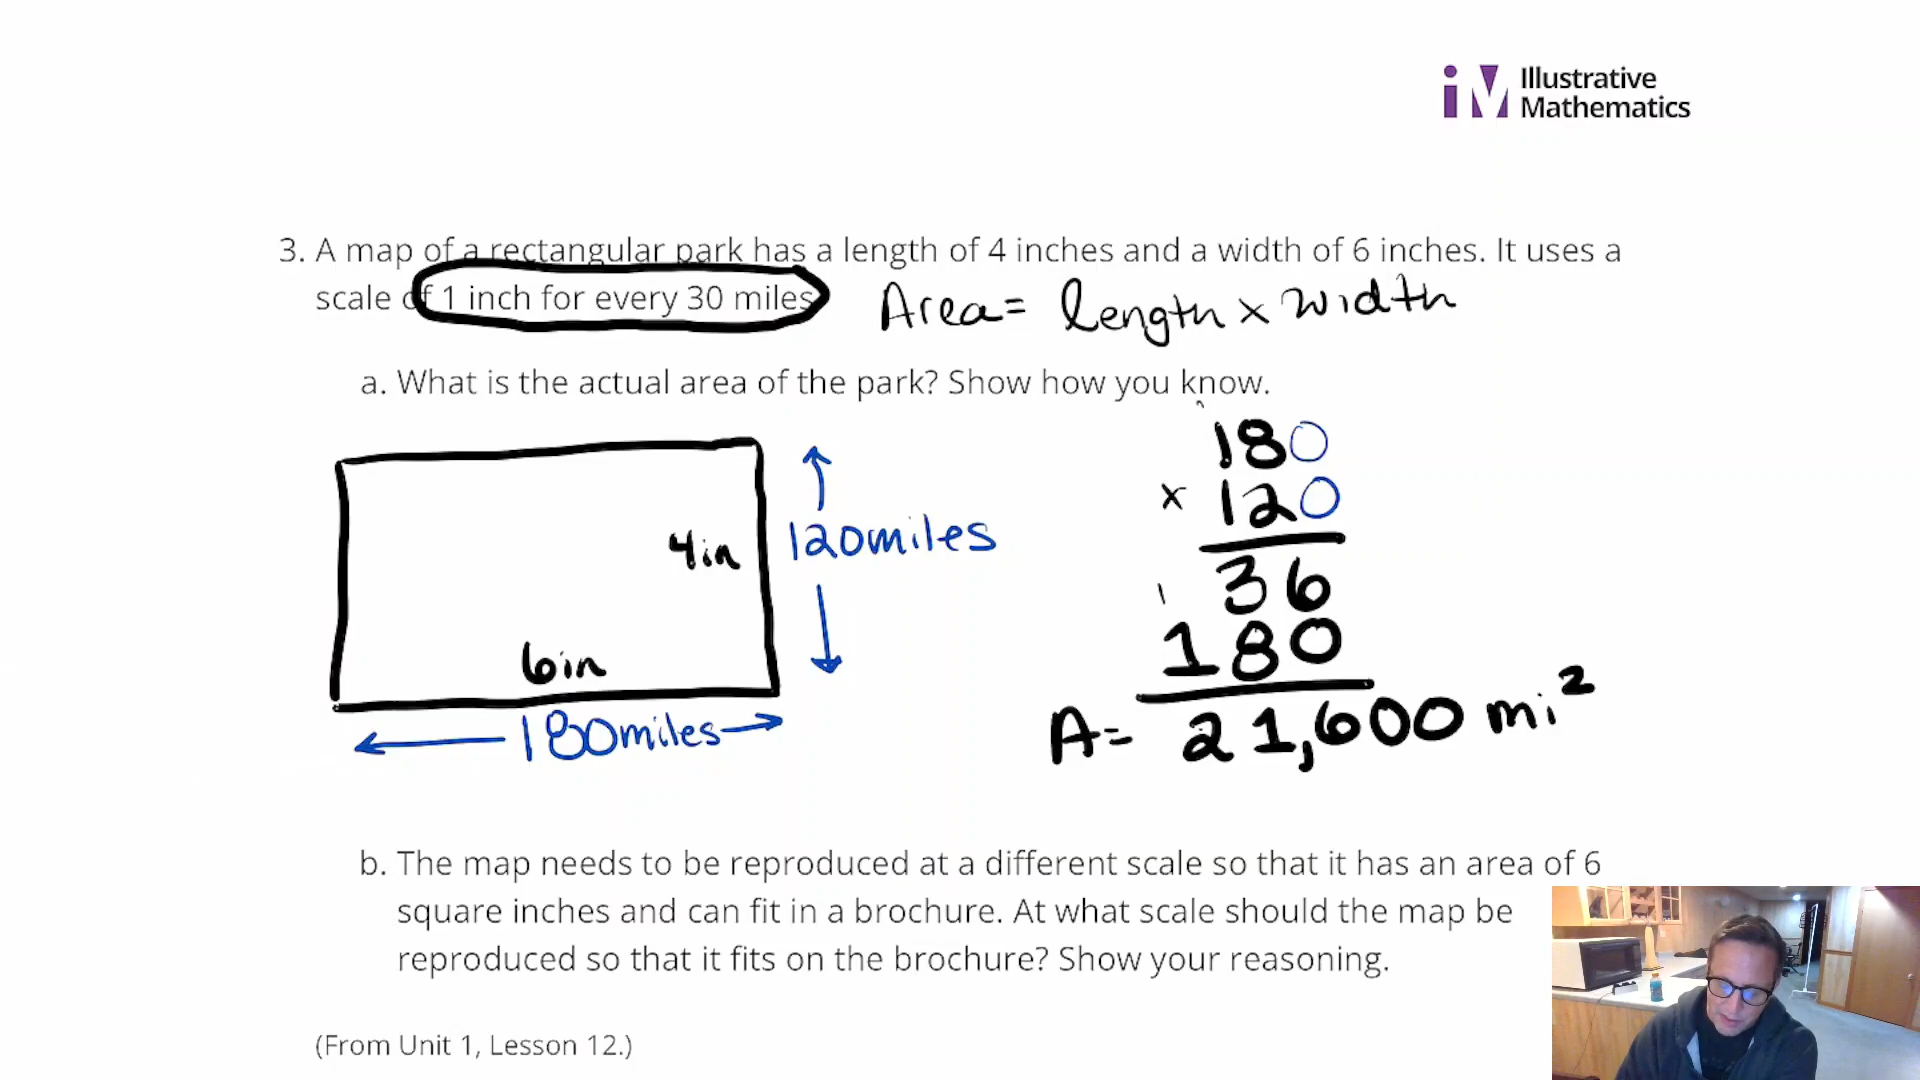 Illustrative
Mathematics
3. A map of a rectangular park has a length of 4 inches and a width of 6 inches. It uses a
scale of 1 inch for every 30 miles
Area = length x width
a. What is the actual area of the park? Show how you know.
180
x 120
36
1
180
A= 21,600 mi²
4in
120miles
6in
180miles
b. The map needs to be reproduced at a different scale so that it has an area of 6
square inches and can fit in a brochure. At what scale should the map be
reproduced so that it fits on the brochure? Show your reasoning.
(From Unit 1, Lesson 12.)